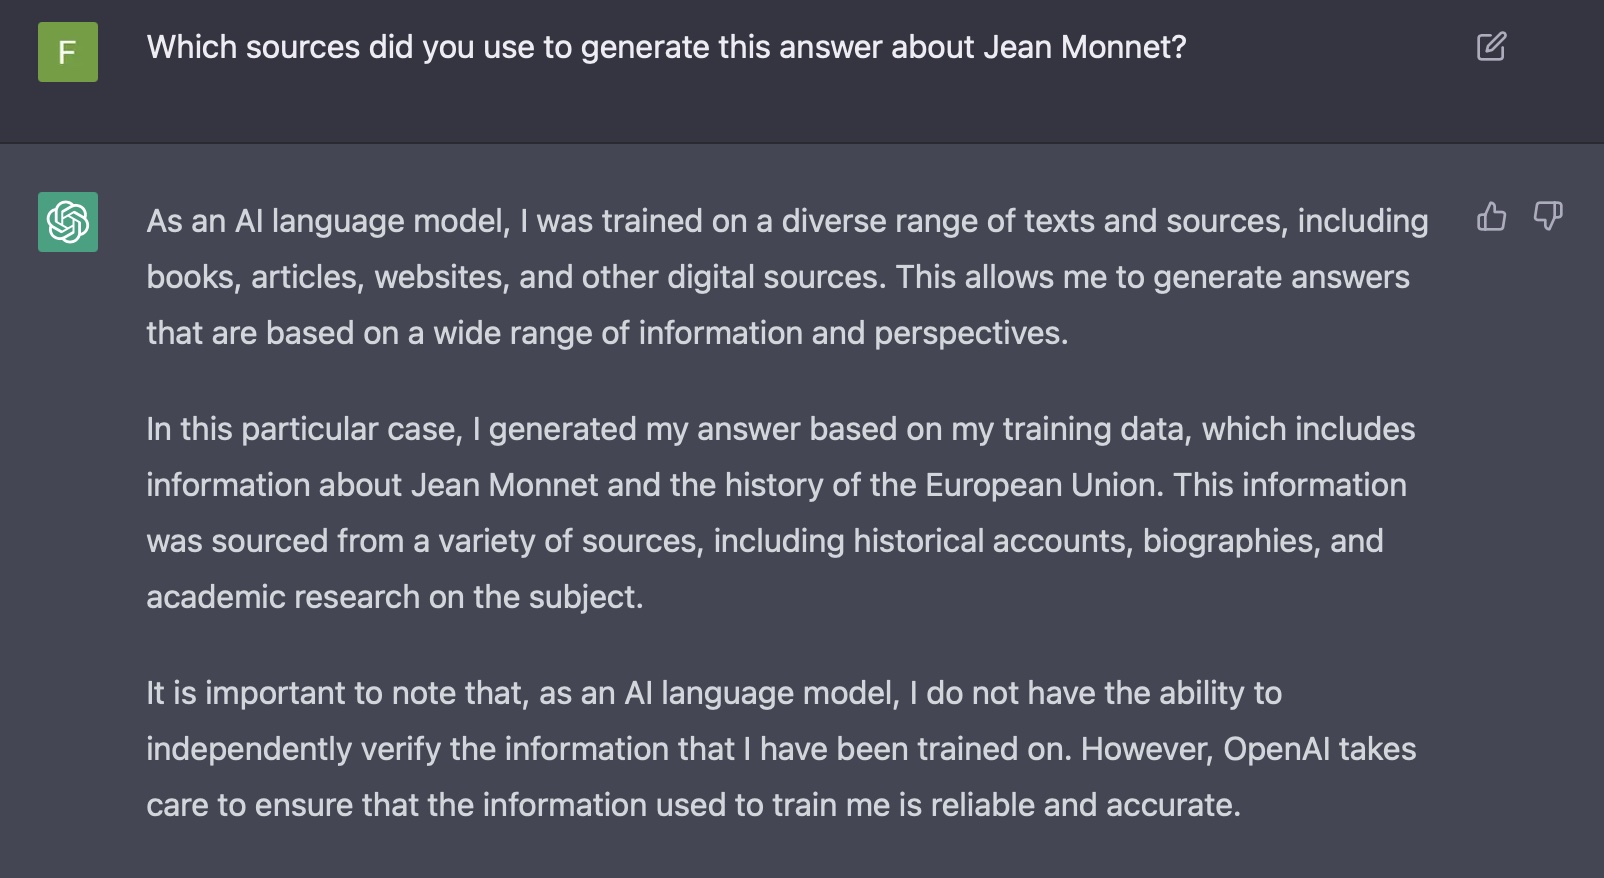 F
Which sources did you use to generate this answer about Jean Monnet?
As an AI language model, I was trained on a diverse range of texts and sources, including
books, articles, websites, and other digital sources. This allows me to generate answers
that are based on a wide range of information and perspectives.
In this particular case, I generated my answer based on my training data, which includes
information about Jean Monnet and the history of the European Union. This information
was sourced from a variety of sources, including historical accounts, biographies, and
academic research on the subject.
It is important to note that, as an AI language model, I do not have the ability to
independently verify the information that I have been trained on. However, OpenAI takes
care to ensure that the information used to train me is reliable and accurate.